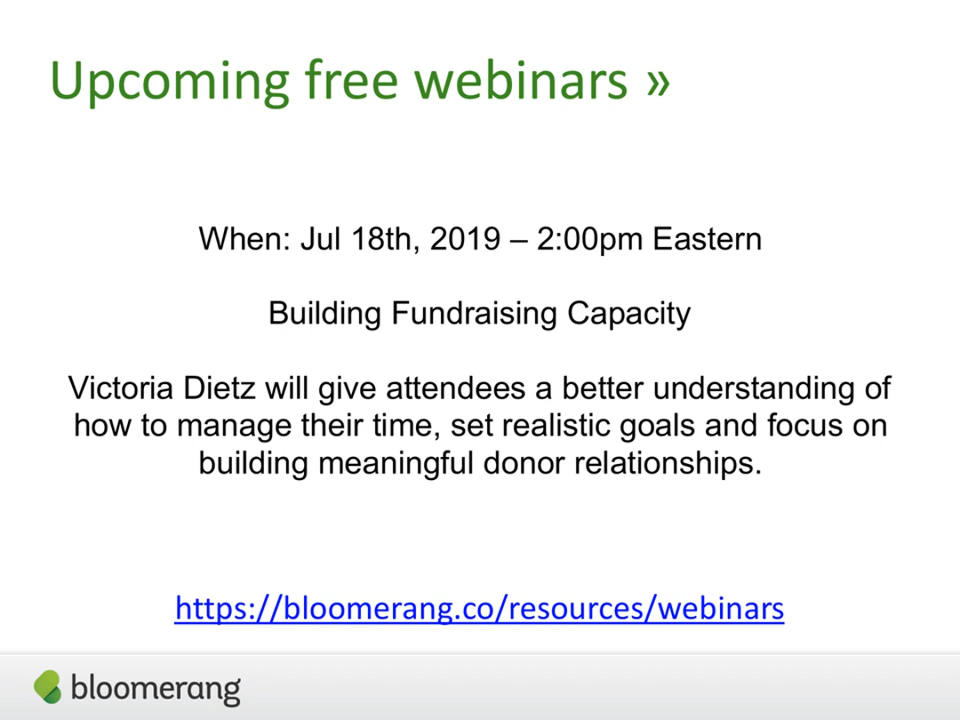 Upcoming free webinars »
When: Jul 18th, 2019 – 2:00pm Eastern
Building Fundraising Capacity
Victoria Dietz will give attendees a better understanding of
how to manage their time, set realistic goals and focus on
building meaningful donor relationships.
https://bloomerang.co/resources/webinars
bloomerang